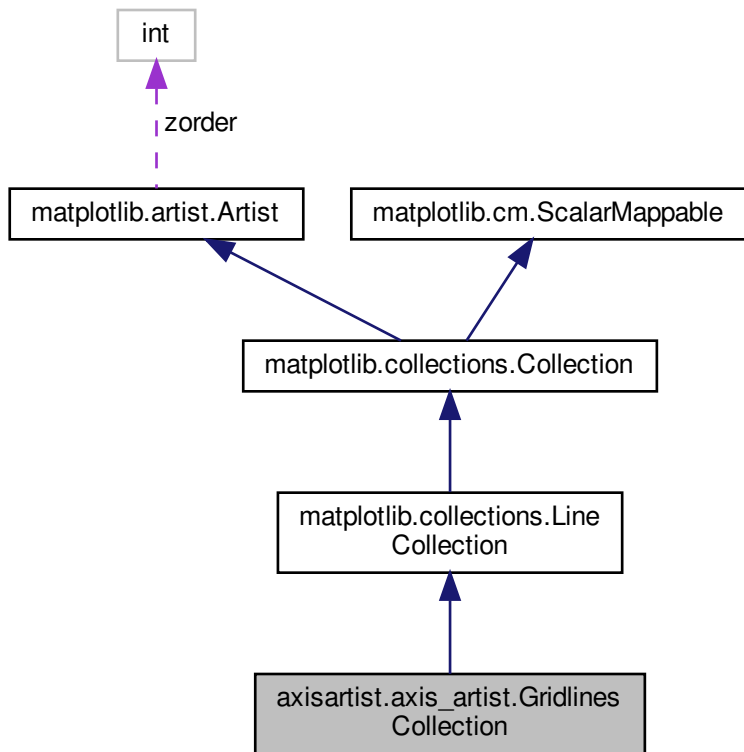 int
zorder
matplotlib.artist.Artist
matplotlib.cm.ScalarMappable
matplotlib.collections.Collection
matplotlib.collections.Line
Collection
axisartist.axis_artist.Gridlines
Collection